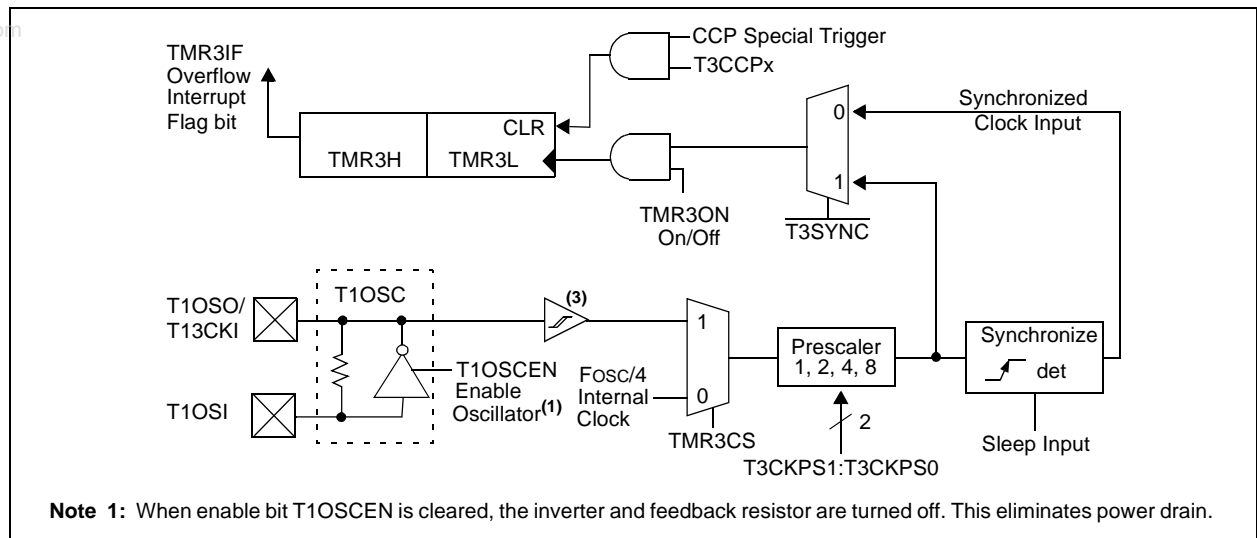 om
CCP Special Trigger
T3CCPx
TMR3IF
Overflow
Interrupt
Flag bit
CLR
TMR3H
TMR3L
TMR3ON
On/Off
0
1
T3SYNC
Synchronized
Clock Input
T1OSO/
T13CKI
T1OSI
T1OSC
(3)
T1OSCEN
Enable
Oscillator(1)
FOSC/4
Internal
Clock
1
0
TMR3CS
Prescaler
1, 2, 4, 8
2
T3CKPS1:T3CKPS0
Synchronize
det
Sleep Input
Note 1: When enable bit T1OSCEN is cleared, the inverter and feedback resistor are turned off. This eliminates power drain.